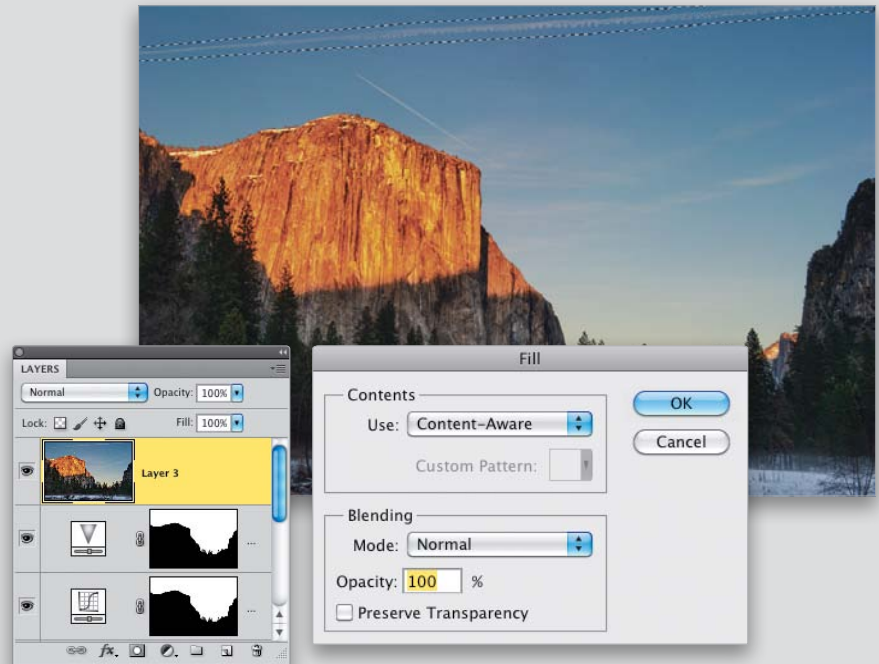 LAYERS
Normal Opacity: 100%
Lock: Fill: 100%
Layer 3
...
...
fx.
Fill
Contents
Use: Content-Aware
Custom Pattern:
Blending
Mode: Normal
Opacity: 100 %
Preserve Transparency
OK
Cancel